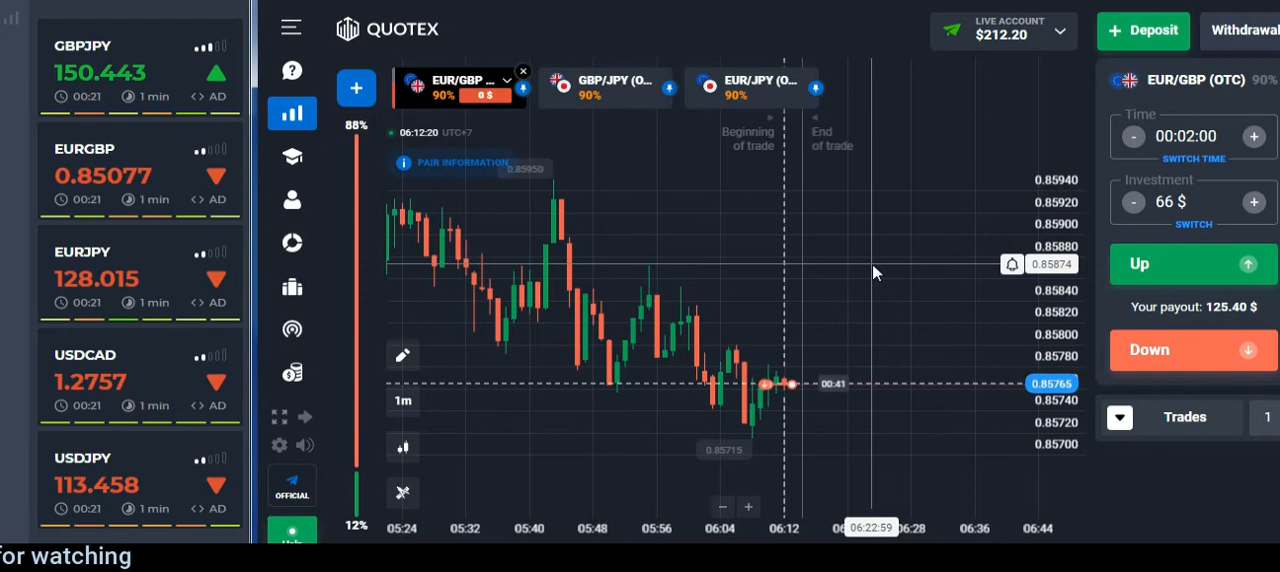 GBPJPY
150.443
00:21 1 min <> AD
EURGBP
0.85077
00:21 1 min <> AD
EURJPY
128.015
00:21 1 min <> AD
USDCAD
1.2757
00:21 1 min <> AD
USDJPY
113.458
00:21 1 min <> AD
for watching
OFFICIAL
QUOTEX
LIVE ACCOUNT
$212.20
+ Deposit
Withdrawal
+
EUR/GBP ...
90% 0 $
GBP/JPY (O...
90%
EUR/JPY (O...
90%
88%
12%
06:12:20 UTC+7
PAIR INFORMATION
Beginning
of trade
End
of trade
0.85950
0.85715
00:41
1m
0.85940
0.85920
0.85900
0.85880
0.85874
0.85840
0.85820
0.85800
0.85780
0.85765
0.85740
0.85720
0.85700
- +
05:24 05:32 05:40 05:48 05:56 06:04 06:12 06:22:59 06:28 06:36 06:44
EUR/GBP (OTC) 90%
Time
- 00:02:00 +
SWITCH TIME
Investment
- 66 $ +
SWITCH
Up
Your payout: 125.40 $
Down
Trades 1